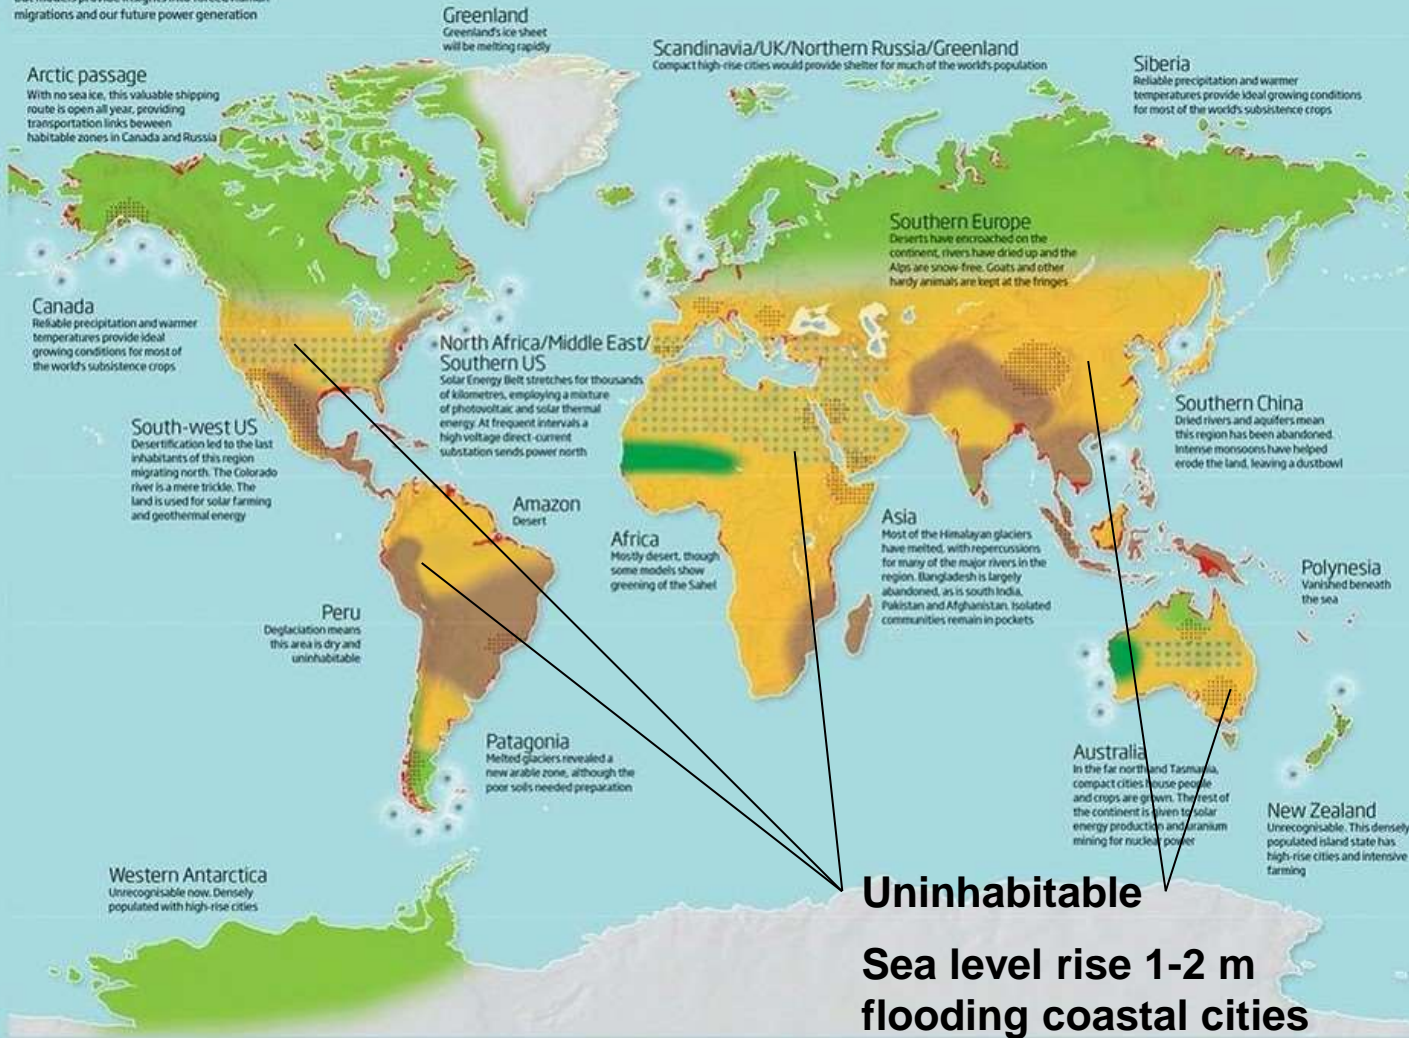 migrations and our future power generation
Greenland
Greenland's ice sheet
will be melting rapidly
Scandinavia/UK/Northern Russia/Greenland
Compact high-rise cities would provide shelter for much of the world's population
Siberia
Reliable precipitation and warmer
temperatures provide ideal growing conditions
for most of the world's subsistence crops
Arctic passage
With no sea ice, this valuable shipping
route is open all year, providing
transportation links beween
habitable zones in Canada and Russia
Southern Europe
Deserts have encroached on the
continent, rivers have dried up and the
Alps are snow-free. Goats and other
hardy animals are kept at the fringes
Canada
Reliable precipitation and warmer
temperatures provide ideal
growing conditions for most of
the world's subsistence crops
North Africa/Middle East/
Southern US
Solar Energy Belt stretches for thousands
of kilometres, employing a mixture
of photovoltaic and solar thermal
energy. At frequent intervals a
high voltage direct-current
substation sends power north
South-west US
Desertification led to the last
inhabitants of this region
migrating north. The Colorado
river is a mere trickle. The
land is used for solar farming
and geothermal energy
Southern China
Dried rivers and aquifers mean
this region has been abandoned.
Intense monsoons have helped
erode the land, leaving a dustbowl
Amazon
Desert
Africa
Mostly desert, though
some models show
greening of the Sahel
Asia
Most of the Himalayan glaciers
have melted, with repercussions
for many of the major rivers in the
region. Bangladesh is largely
abandoned, as is south India,
Pakistan and Afghanistan. Isolated
communities remain in pockets
Polynesia
Vanished beneath
the sea
Peru
Deglaciation means
this area is dry and
uninhabitable
Patagonia
Melted glaciers revealed a
new arable zone, although the
poor soils needed preparation
Australia
In the far north and Tasmania,
compact cities house people
and crops are grown. The rest of
the continent is given to solar
energy production and uranium
mining for nuclear power
New Zealand
Unrecognisable. This densely
populated island state has
high-rise cities and intensive
farming
Western Antarctica
Unrecognisable now. Densely
populated with high-rise cities
Uninhabitable
Sea level rise 1-2 m
flooding coastal cities